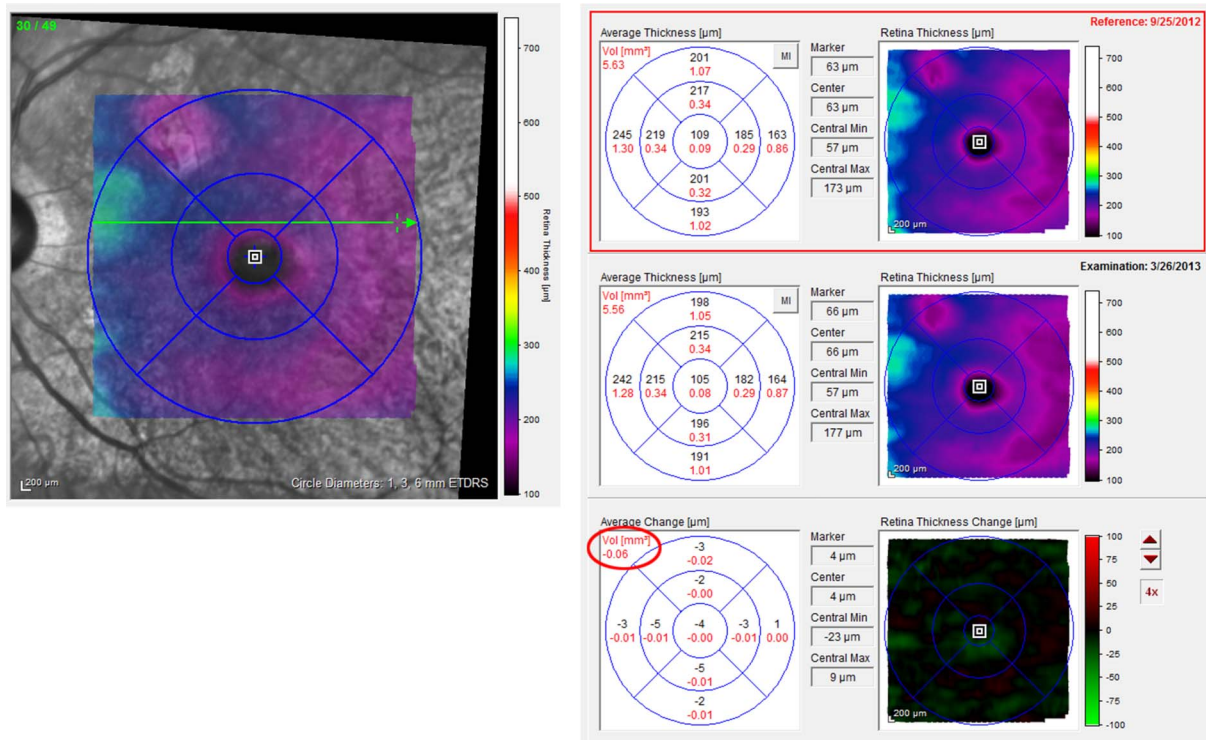 30 / 49
700
600
500
400
300
200
100
Retina Thickness [µm]
200 µm
Circle Diameters: 1, 3, 6 mm ETDRS
Reference: 9/25/2012
Average Thickness [µm]
Vol [mm³]
5.63
MI
201
1.07
217
0.34
245 219 109 185 163
1.30 0.34 0.09 0.29 0.86
201
0.32
193
1.02
Marker
63 µm
Center
63 µm
Central Min
57 µm
Central Max
173 µm
Retina Thickness [µm]
200 µm
700
600
500
400
300
200
100
Examination: 3/26/2013
Average Thickness [µm]
Vol [mm³]
5.56
MI
198
1.05
215
0.34
242 215 105 182 164
1.28 0.34 0.08 0.29 0.87
196
0.31
191
1.01
Marker
66 µm
Center
66 µm
Central Min
57 µm
Central Max
177 µm
Retina Thickness [µm]
200 µm
700
600
500
400
300
200
100
Average Change [µm]
Vol [mm³]
-0.06
-3
-0.02
-2
-0.00
-3 -5 -4 -3 1
-0.01 -0.01 -0.00 -0.01 0.00
-5
-0.01
-2
-0.01
Marker
4 µm
Center
4 µm
Central Min
-23 µm
Central Max
9 µm
Retina Thickness Change [µm]
200 µm
100
75
50
25
0
-25
-50
-75
-100
4x